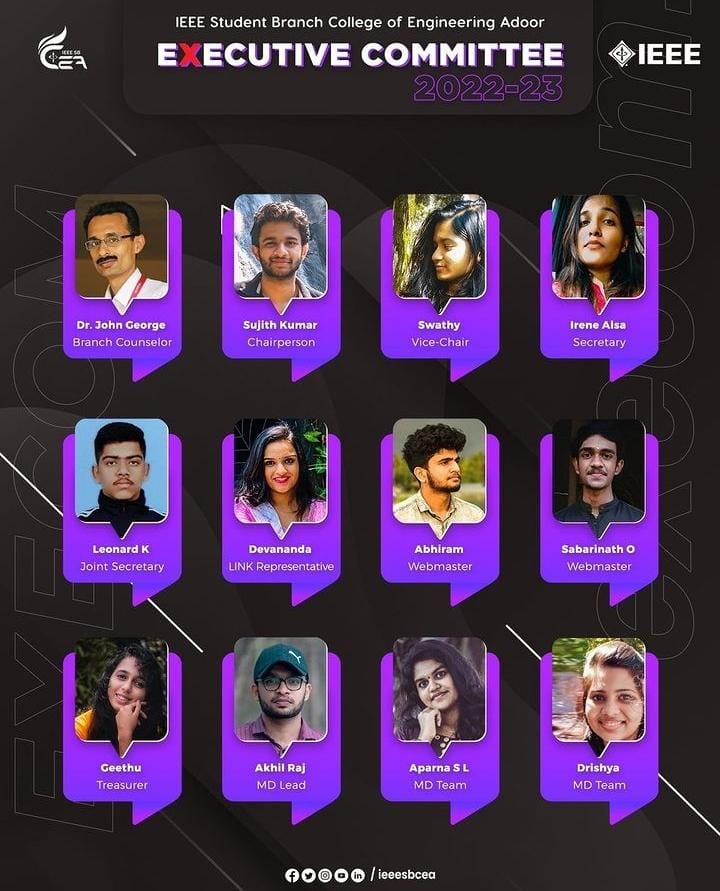 IEEE Student Branch College of Engineering Adoor
EXECUTIVE COMMITTEE
2022-23
IEEE SB
CEA
IEEE
EXECOM
execom.
Dr. John George
Branch Counselor
Sujith Kumar
Chairperson
Swathy
Vice-Chair
Irene Alsa
Secretary
Leonard K
Joint Secretary
Devananda
LINK Representative
Abhiram
Webmaster
Sabarinath O
Webmaster
Geethu
Treasurer
Akhil Raj
MD Lead
Aparna S L
MD Team
Drishya
MD Team
/ieeesbcea